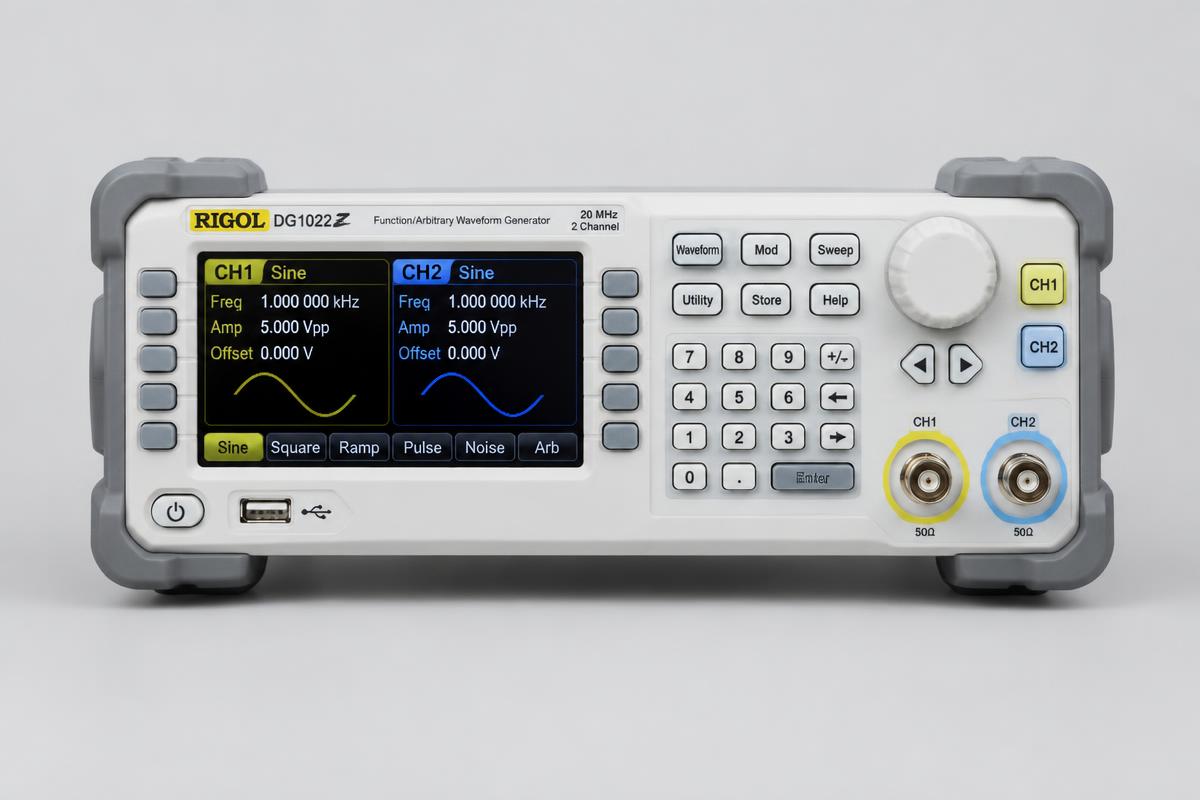 RIGOL DG1022Z Function/Arbitrary Waveform Generator 20 MHz
2 Channel
CH1 Sine
Freq 1.000 000 kHz
Amp 5.000 Vpp
Offset 0.000 V
CH2 Sine
Freq 1.000 000 kHz
Amp 5.000 Vpp
Offset 0.000 V
Sine Square Ramp Pulse Noise Arb
Waveform Mod Sweep
Utility Store Help
7 8 9 +/-
4 5 6 ←
1 2 3 →
0 . Enter
CH1
CH2
CH1 CH2
50Ω 50Ω